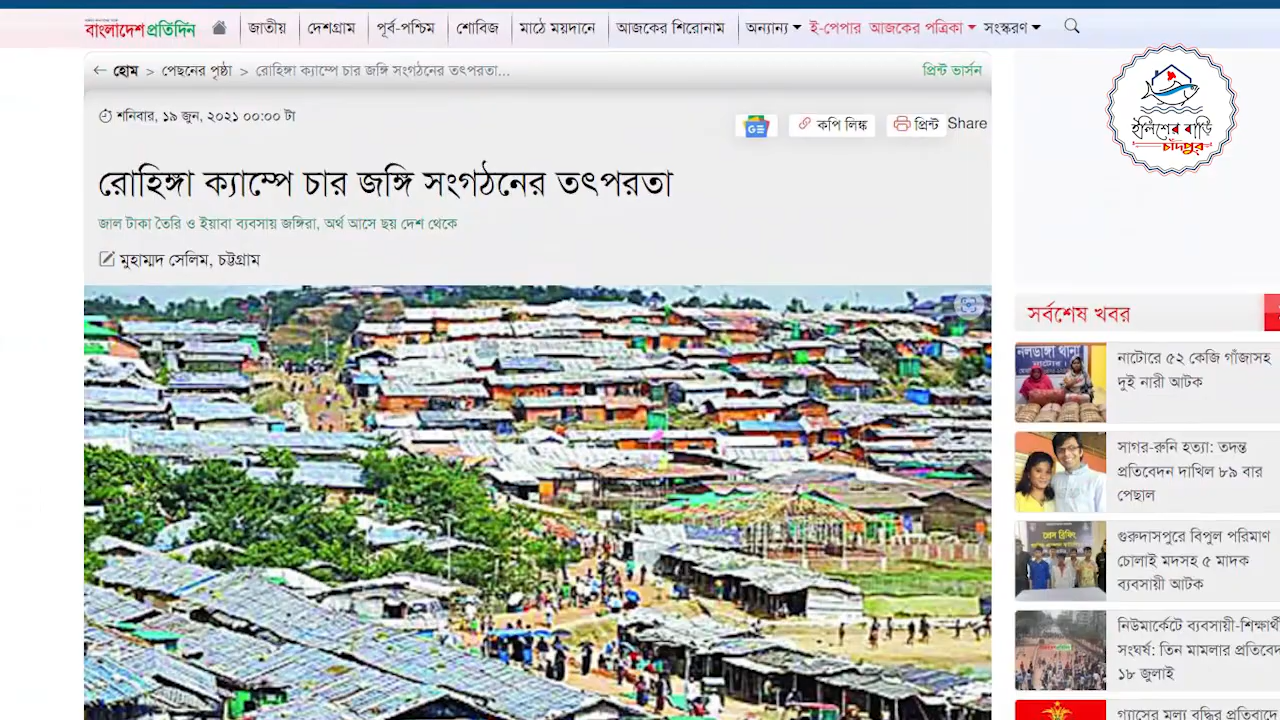 বাংলাদেশ প্রতিদিন
জাতীয়
দেশগ্রাম
পূর্ব-পশ্চিম
শোবিজ
মাঠে ময়দানে
আজকের শিরোনাম
অন্যান্য
ই-পেপার
আজকের পত্রিকা
সংস্করণ
হোম > পেছনের পৃষ্ঠা > রোহিঙ্গা ক্যাম্পে চার জঙ্গি সংগঠনের তৎপরতা...
প্রিন্ট ভার্সন
শনিবার, ১৯ জুন, ২০২১ ০০:০০ টা
GE
কপি লিঙ্ক
প্রিন্ট
Share
রোহিঙ্গা ক্যাম্পে চার জঙ্গি সংগঠনের তৎপরতা
জাল টাকা তৈরি ও ইয়াবা ব্যবসায় জঙ্গিরা, অর্থ আসে ছয় দেশ থেকে
মুহাম্মদ সেলিম, চট্টগ্রাম
ইলিশের বাড়ি
চাঁদপুর
সর্বশেষ খবর
নলডাঙ্গা থানা
নাটোরে ৫২ কেজি গাঁজাসহ
দুই নারী আটক
সাগর-রুনি হত্যা: তদন্ত
প্রতিবেদন দাখিল ৮৯ বার
পেছাল
প্রেস ব্রিফিং
গুরুদাসপুরে বিপুল পরিমাণ
চোলাই মদসহ ৫ মাদক
ব্যবসায়ী আটক
নিউমার্কেটে ব্যবসায়ী-শিক্ষার্থী
সংঘর্ষ: তিন মামলার প্রতিবেদ
১৮ জুলাই
গ্যাসের মূল্য বৃদ্ধির প্রতিবাদে